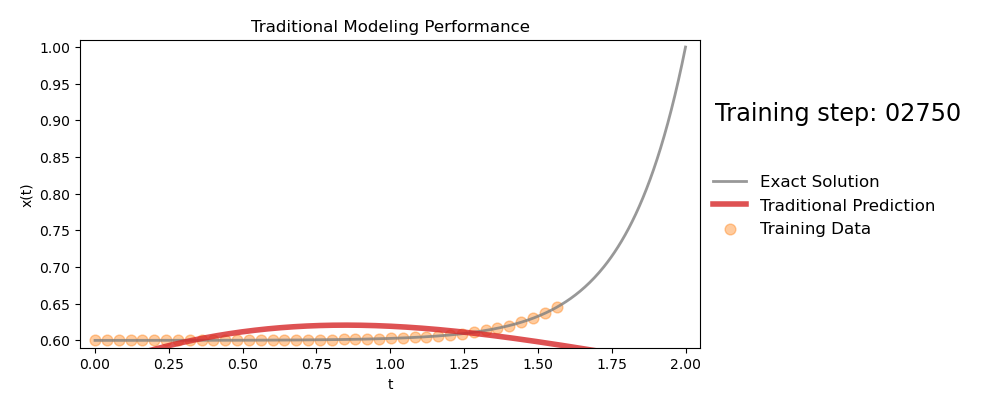 Traditional Modeling Performance
1.00
0.95
0.90
0.85
0.80
0.75
0.70
0.65
0.60
x(t)
0.00 0.25 0.50 0.75 1.00 1.25 1.50 1.75 2.00
t
Training step: 02750
Exact Solution
Traditional Prediction
Training Data